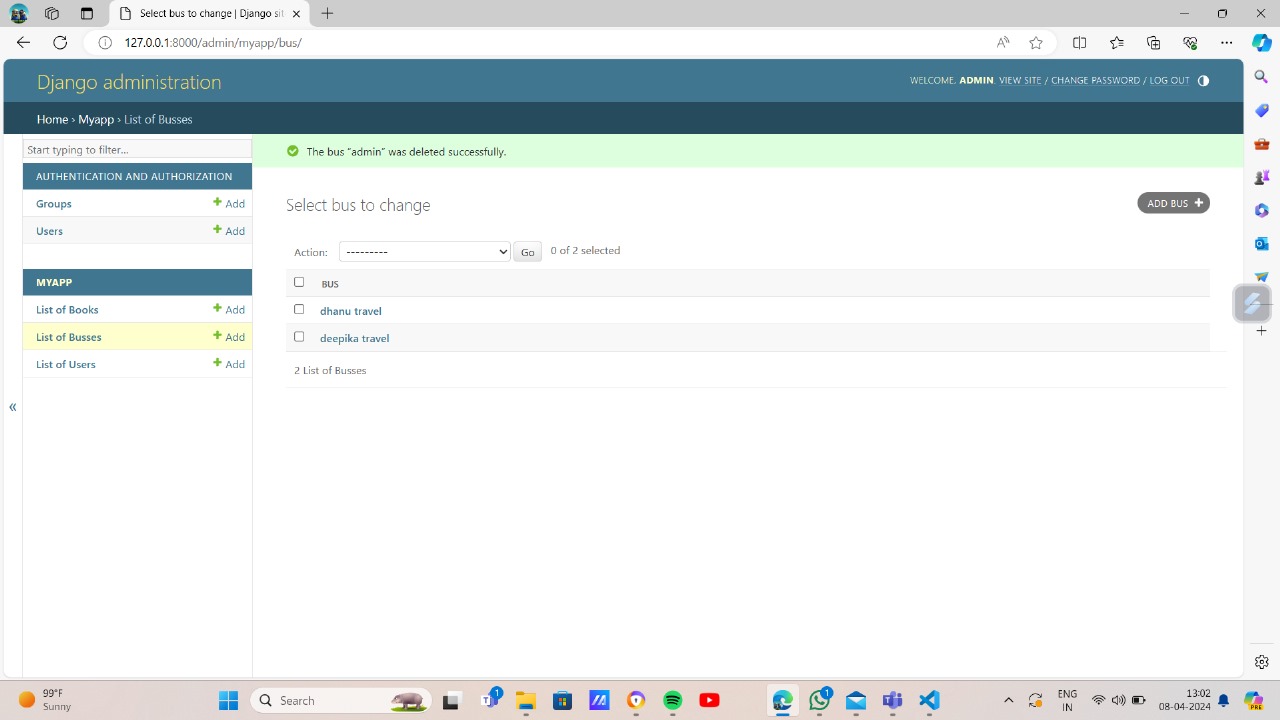 Select bus to change | Django sit
127.0.0.1:8000/admin/myapp/bus/
Django administration
WELCOME, ADMIN. VIEW SITE / CHANGE PASSWORD / LOG OUT
Home › Myapp › List of Busses
Start typing to filter...
The bus “admin” was deleted successfully.
AUTHENTICATION AND AUTHORIZATION
Groups + Add
Users + Add
Select bus to change
ADD BUS +
Action: --------- Go 0 of 2 selected
MYAPP
BUS
List of Books + Add
dhanu travel
List of Busses + Add
deepika travel
List of Users + Add
2 List of Busses
«
99°F
Sunny
Search
1
1
ENG
IN
13:02
08-04-2024
PRE